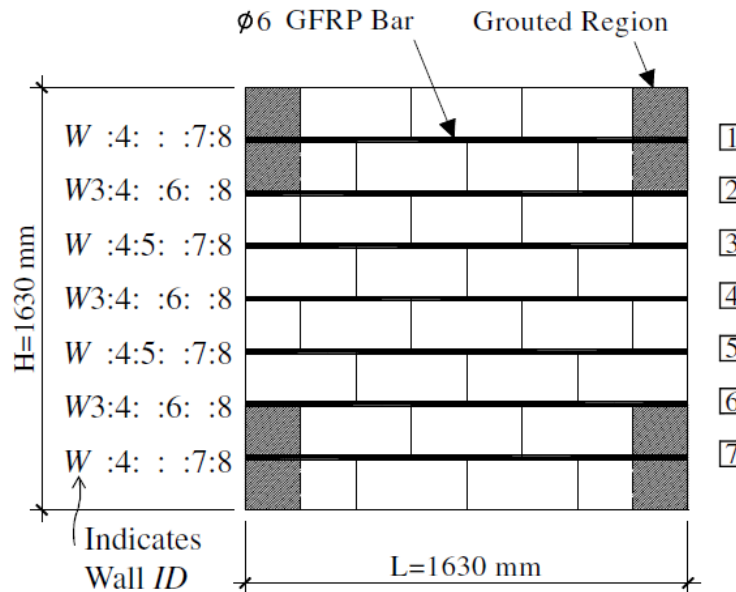 ϕ6 GFRP Bar
Grouted Region
W :4: : :7:8
1
W3:4: :6: :8
2
W :4:5: :7:8
3
W3:4: :6: :8
4
W :4:5: :7:8
5
W3:4: :6: :8
6
W :4: : :7:8
7
H=1630 mm
Indicates
Wall ID
L=1630 mm